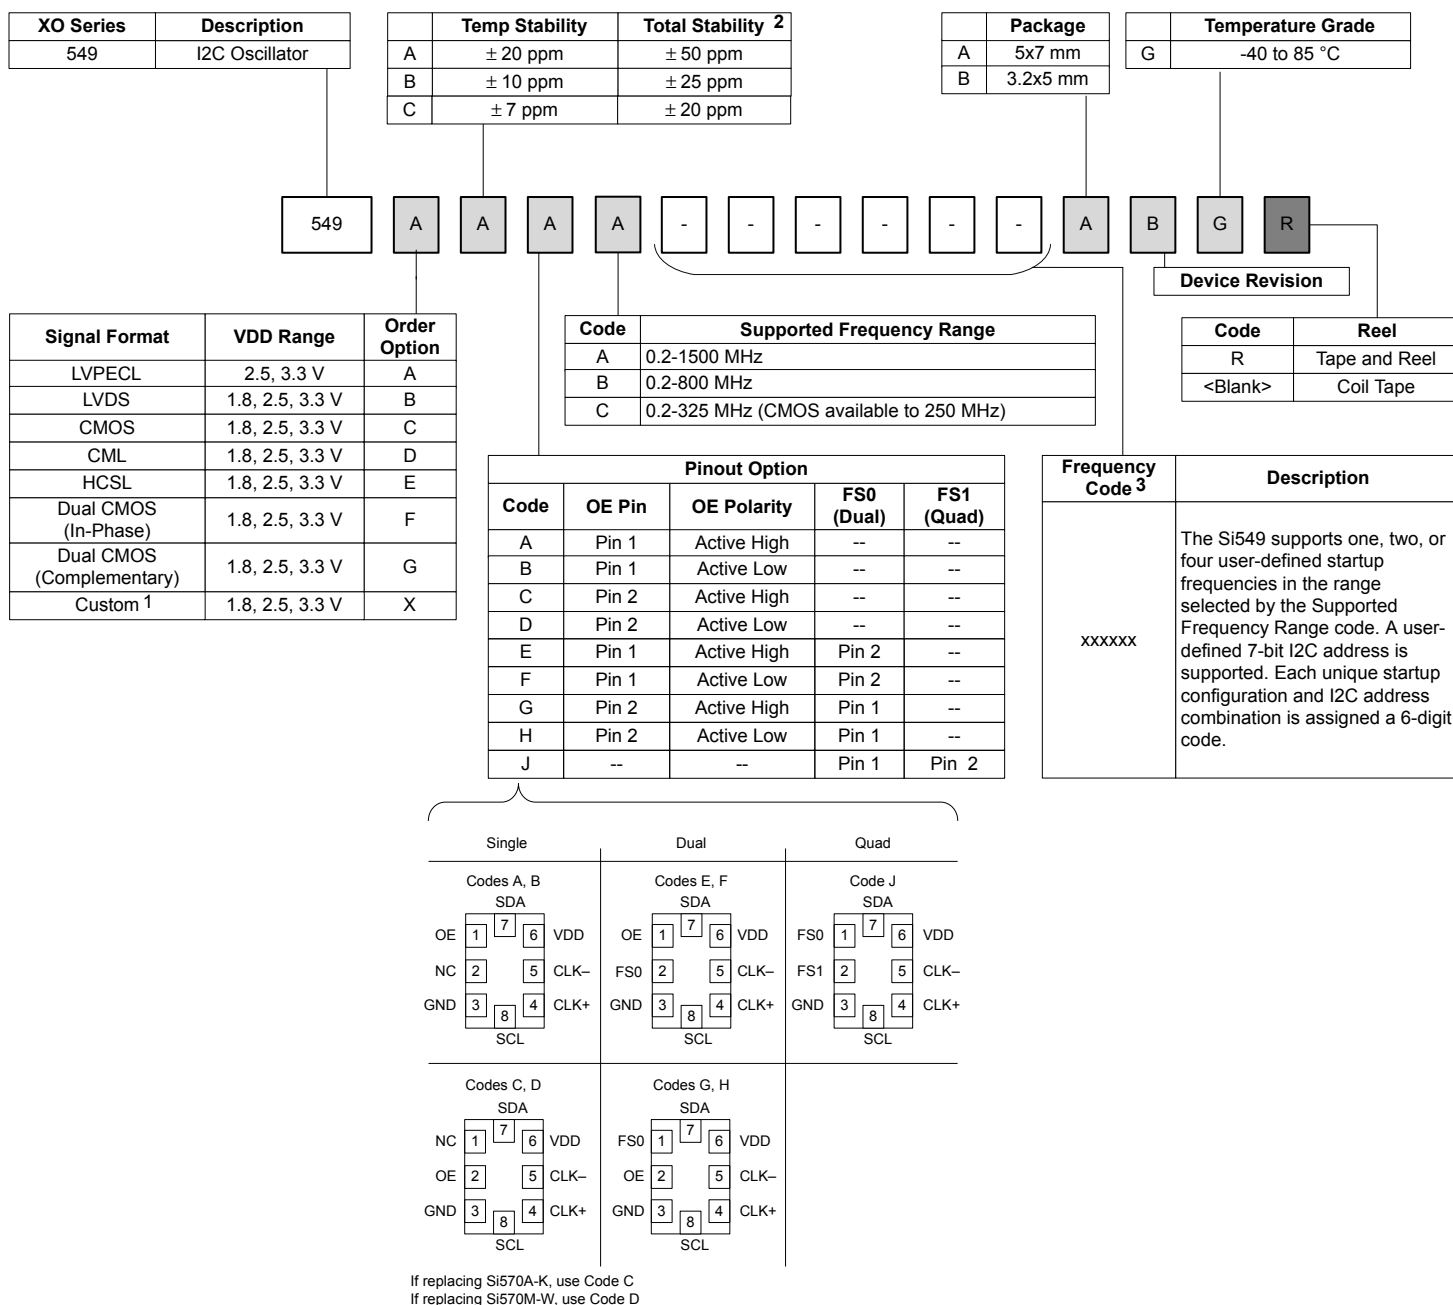 XO Series Description
549 I2C Oscillator
Temp Stability Total Stability 2
A ± 20 ppm ± 50 ppm
B ± 10 ppm ± 25 ppm
C ± 7 ppm ± 20 ppm
Package
A 5x7 mm
B 3.2x5 mm
Temperature Grade
G -40 to 85 °C
549 A A A A - - - - - - A B G R
Device Revision
Signal Format VDD Range Order Option
LVPECL 2.5, 3.3 V A
LVDS 1.8, 2.5, 3.3 V B
CMOS 1.8, 2.5, 3.3 V C
CML 1.8, 2.5, 3.3 V D
HCSL 1.8, 2.5, 3.3 V E
Dual CMOS (In-Phase) 1.8, 2.5, 3.3 V F
Dual CMOS (Complementary) 1.8, 2.5, 3.3 V G
Custom 1 1.8, 2.5, 3.3 V X
Code Supported Frequency Range
A 0.2-1500 MHz
B 0.2-800 MHz
C 0.2-325 MHz (CMOS available to 250 MHz)
Code Reel
R Tape and Reel
<Blank> Coil Tape
Pinout Option
Code OE Pin OE Polarity FS0 (Dual) FS1 (Quad)
A Pin 1 Active High -- --
B Pin 1 Active Low -- --
C Pin 2 Active High -- --
D Pin 2 Active Low -- --
E Pin 1 Active High Pin 2 --
F Pin 1 Active Low Pin 2 --
G Pin 2 Active High Pin 1 --
H Pin 2 Active Low Pin 1 --
J -- -- Pin 1 Pin 2
Frequency Code 3 Description
xxxxxx
The Si549 supports one, two, or
four user-defined startup
frequencies in the range
selected by the Supported
Frequency Range code. A user-
defined 7-bit I2C address is
supported. Each unique startup
configuration and I2C address
combination is assigned a 6-digit
code.
Single Dual Quad
Codes A, B
SDA
OE 1 7 6 VDD
NC 2 5 CLK–
GND 3 8 4 CLK+
SCL
Codes E, F
SDA
OE 1 7 6 VDD
FS0 2 5 CLK–
GND 3 8 4 CLK+
SCL
Code J
SDA
FS0 1 7 6 VDD
FS1 2 5 CLK–
GND 3 8 4 CLK+
SCL
Codes C, D
SDA
NC 1 7 6 VDD
OE 2 5 CLK–
GND 3 8 4 CLK+
SCL
Codes G, H
SDA
FS0 1 7 6 VDD
OE 2 5 CLK–
GND 3 8 4 CLK+
SCL
If replacing Si570A-K, use Code C
If replacing Si570M-W, use Code D